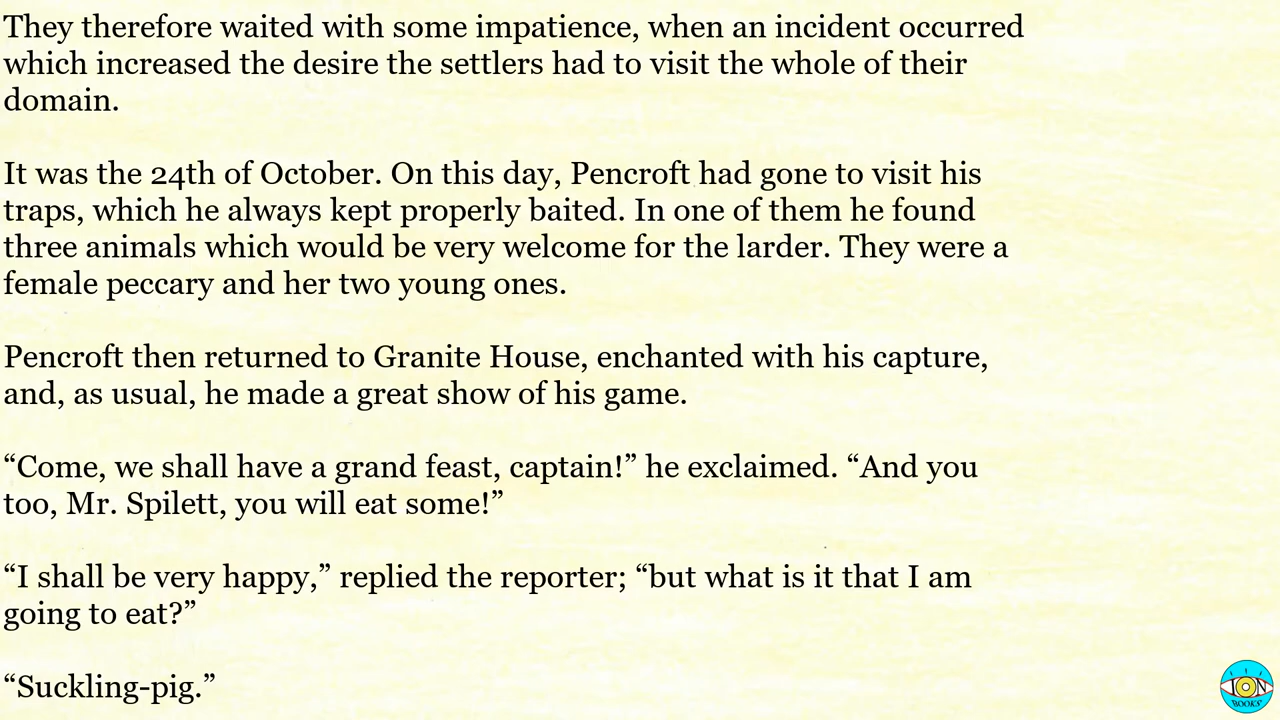 They therefore waited with some impatience, when an incident occurred
which increased the desire the settlers had to visit the whole of their
domain.
It was the 24th of October. On this day, Pencroft had gone to visit his
traps, which he always kept properly baited. In one of them he found
three animals which would be very welcome for the larder. They were a
female peccary and her two young ones.
Pencroft then returned to Granite House, enchanted with his capture,
and, as usual, he made a great show of his game.
“Come, we shall have a grand feast, captain!” he exclaimed. “And you
too, Mr. Spilett, you will eat some!”
“I shall be very happy,” replied the reporter; “but what is it that I am
going to eat?”
“Suckling-pig.”
ION
BOOKS